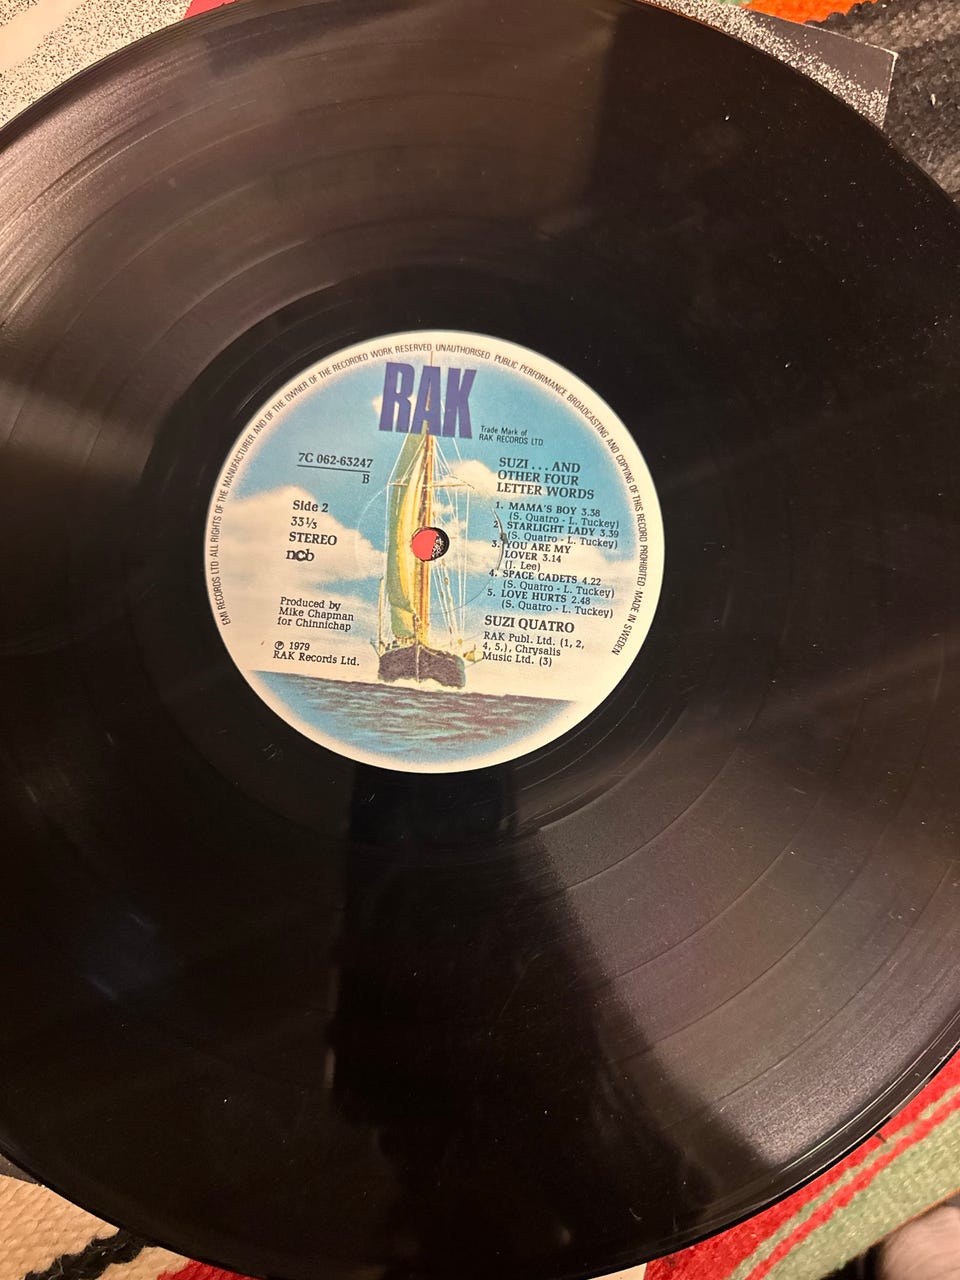 EMI RECORDS LTD ALL RIGHTS OF THE MANUFACTURER AND OF THE OWNER OF THE RECORDED WORK RESERVED UNAUTHORISED PUBLIC PERFORMANCE BROADCASTING AND COPYING OF THIS RECORD PROHIBITED MADE IN SWEDEN
RAK
Trade Mark of
RAK RECORDS LTD
7C 062-63247
B
Side 2
33⅓
STEREO
ncb
Produced by
Mike Chapman
for Chinnichap
℗ 1979
RAK Records Ltd.
SUZI . . . AND
OTHER FOUR
LETTER WORDS
1. MAMA'S BOY 3.38
(S. Quatro - L. Tuckey)
2. STARLIGHT LADY 3.39
(S. Quatro - L. Tuckey)
3. YOU ARE MY
LOVER 3.14
(J. Lee)
4. SPACE CADETS 4.22
(S. Quatro - L. Tuckey)
5. LOVE HURTS 2.48
(S. Quatro - L. Tuckey)
SUZI QUATRO
RAK Publ. Ltd. (1, 2,
4, 5,), Chrysalis
Music Ltd. (3)